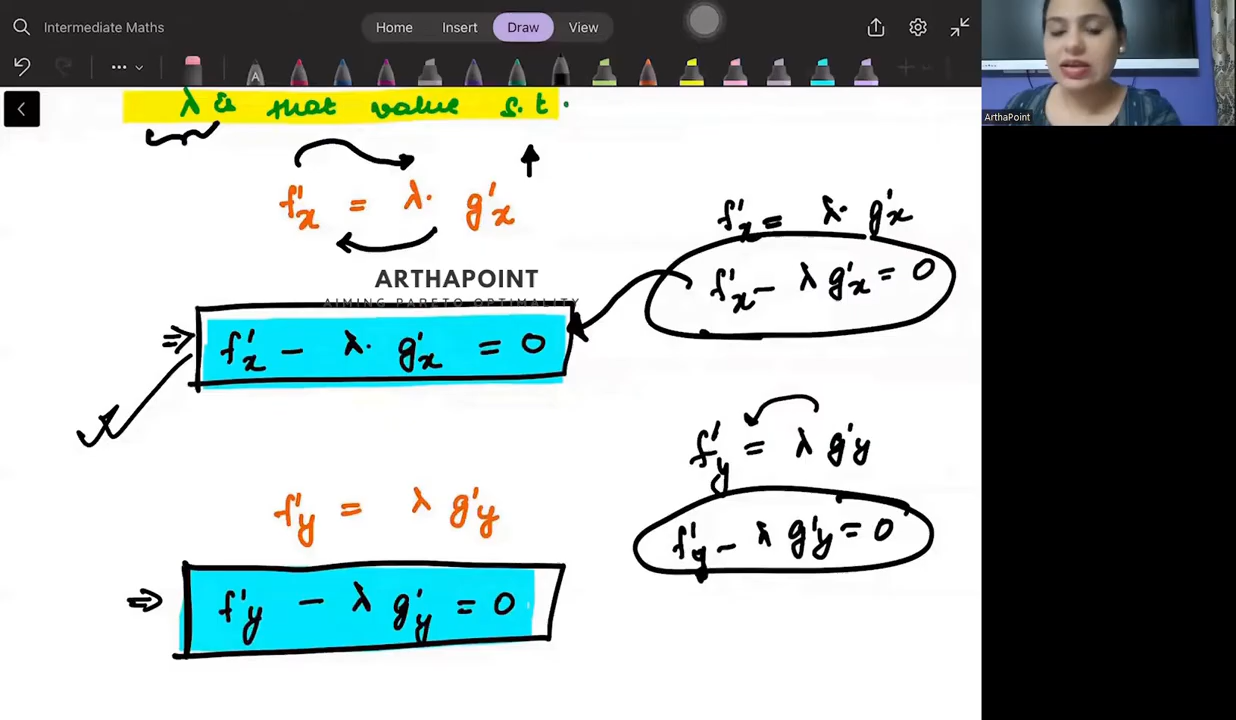 Intermediate Maths
Home Insert Draw View
ArthaPoint
λ is that value s.t.
f'x = λ· g'x
ARTHAPOINT
AIMING PARETO OPTIMALITY
⇒ f'x - λ· g'x = 0
f'y = λ g'y
⇒ f'y - λ g'y = 0
f'x = λ· g'x
f'x - λ g'x = 0
f'y = λ g'y
f'y - λ g'y = 0